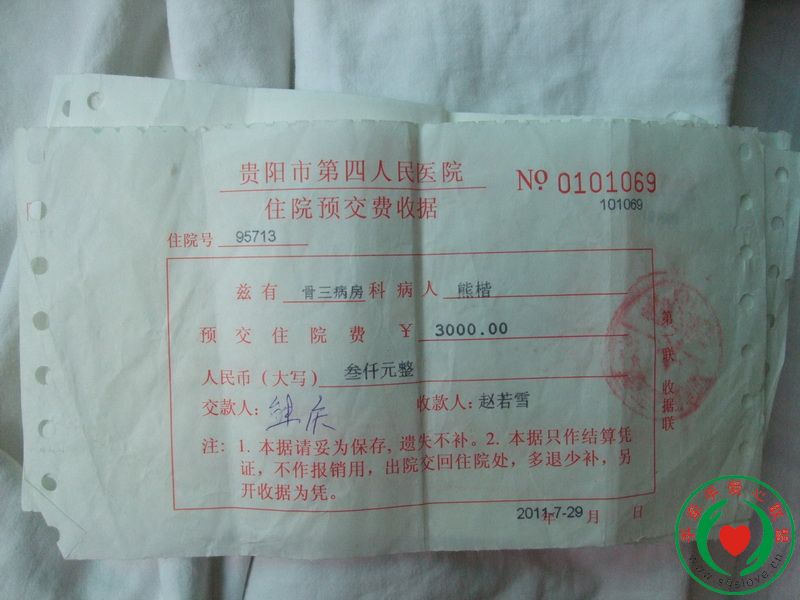 贵阳市第四人民医院
住院预交费收据
Nº 0101069
101069
住院号 95713
兹有 骨三病房 科病人 熊楷
预交住院费 ￥ 3000.00
人民币（大写） 叁仟元整
交款人： 收款人：赵若雪
注：1. 本据请妥为保存，遗失不补。2. 本据只作结算凭
证，不作报销用，出院交回住院处，多退少补，另
开收据为凭。
2011-7-29
年 月 日
第二联 收据联
www.sqslove.cn